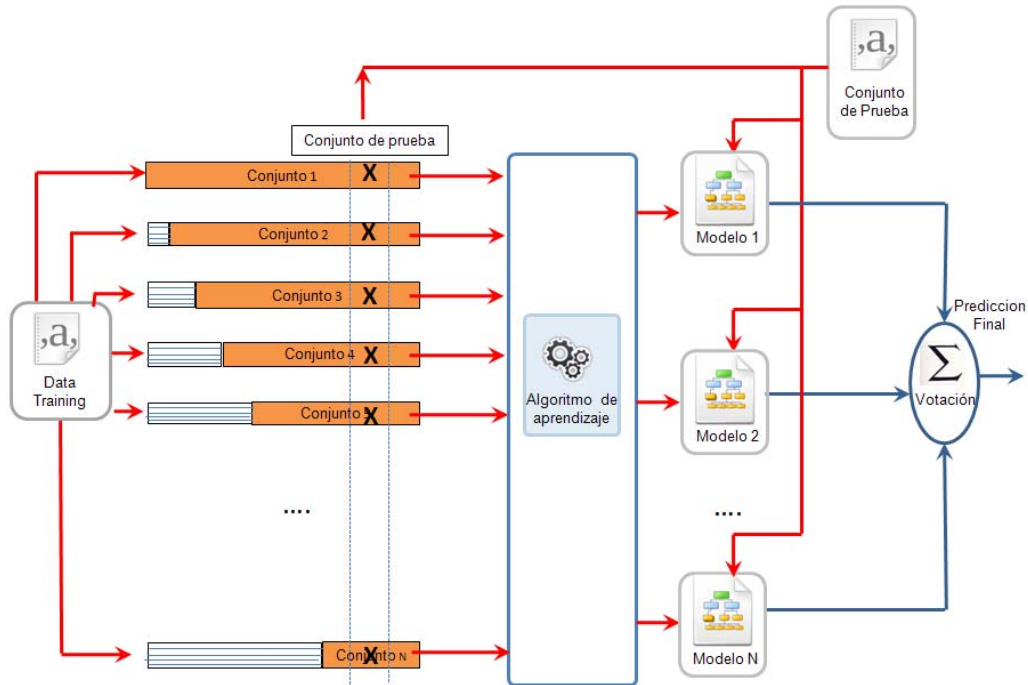 ,a,
Conjunto
de Prueba
Conjunto de prueba
Conjunto 1
X
Conjunto 2
X
Conjunto 3
X
Conjunto 4
X
Conjunto
X
....
Conjunto N
X
,a,
Data
Training
Algoritmo de
aprendizaje
Modelo 1
Modelo 2
....
Modelo N
Prediccion
Final
Σ
Votación